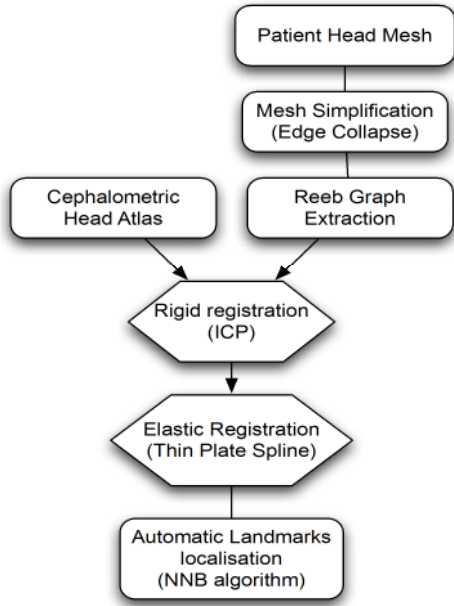 Patient Head Mesh
Mesh Simplification
(Edge Collapse)
Cephalometric
Head Atlas
Reeb Graph
Extraction
Rigid registration
(ICP)
Elastic Registration
(Thin Plate Spline)
Automatic Landmarks
localisation
(NNB algorithm)